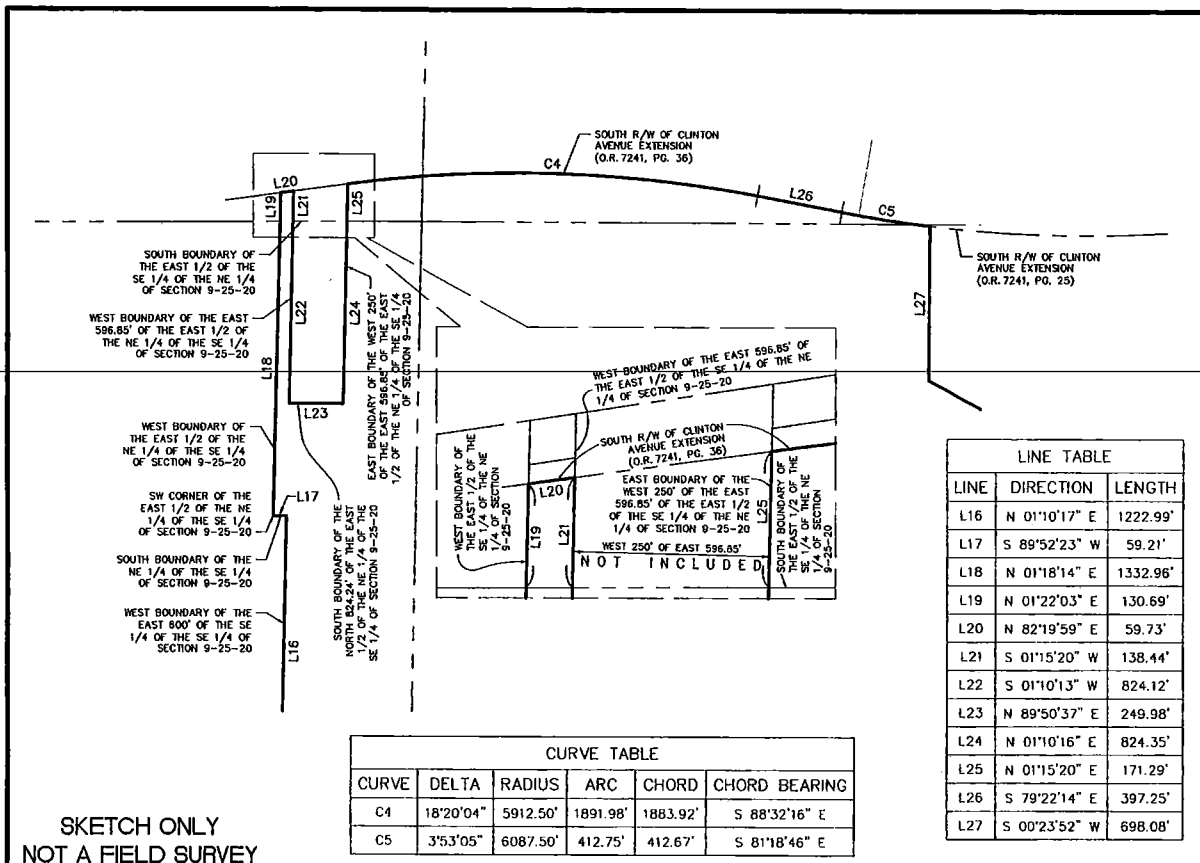 SOUTH R/W OF CLINTON
AVENUE EXTENSION
(O.R. 7241, PG. 36)
C4
L20
L19
L21
L25
L26
C5
SOUTH R/W OF CLINTON
AVENUE EXTENSION
(O.R. 7241, PG. 25)
SOUTH BOUNDARY OF
THE EAST 1/2 OF THE
SE 1/4 OF THE NE 1/4
OF SECTION 9-25-20
WEST BOUNDARY OF THE EAST
596.85' OF THE EAST 1/2 OF
THE NE 1/4 OF THE SE 1/4
OF SECTION 9-25-20
L22
L24
L18
L27
L23
EAST BOUNDARY OF THE WEST 250'
OF THE EAST 596.85' OF THE EAST
1/2 OF THE NE 1/4 OF THE SE 1/4
OF SECTION 9-25-20
WEST BOUNDARY OF
THE EAST 1/2 OF THE
NE 1/4 OF THE SE 1/4
OF SECTION 9-25-20
SW CORNER OF THE
EAST 1/2 OF THE NE
1/4 OF THE SE 1/4
OF SECTION 9-25-20
L17
SOUTH BOUNDARY OF THE
NE 1/4 OF THE SE 1/4
OF SECTION 9-25-20
WEST BOUNDARY OF THE
EAST 600' OF THE SE
1/4 OF THE SE 1/4 OF
SECTION 9-25-20
L16
SOUTH BOUNDARY OF THE
NORTH 824.24' OF THE EAST
1/2 OF THE NE 1/4 OF THE
SE 1/4 OF SECTION 9-25-20
WEST BOUNDARY OF THE EAST 596.85' OF
THE EAST 1/2 OF THE SE 1/4 OF THE NE
1/4 OF SECTION 9-25-20
SOUTH R/W OF CLINTON
AVENUE EXTENSION
(O.R. 7241, PG. 36)
WEST BOUNDARY OF
THE EAST 1/2 OF THE
SE 1/4 OF THE NE
1/4 OF SECTION
9-25-20
L20
L19
L21
EAST BOUNDARY OF THE
WEST 250' OF THE EAST
596.85' OF THE EAST 1/2
OF THE SE 1/4 OF THE NE
1/4 OF SECTION 9-25-20
L25
WEST 250' OF EAST 596.85'
NOT INCLUDED
SOUTH BOUNDARY OF
THE EAST 1/2 OF THE
SE 1/4 OF THE NE
1/4 OF SECTION
9-25-20
LINE TABLE
LINE DIRECTION LENGTH
L16 N 01°10'17" E 1222.99'
L17 S 89°52'23" W 59.21'
L18 N 01°18'14" E 1332.96'
L19 N 01°22'03" E 130.69'
L20 N 82°19'59" E 59.73'
L21 S 01°15'20" W 138.44'
L22 S 01°10'13" W 824.12'
L23 N 89°50'37" E 249.98'
L24 N 01°10'16" E 824.35'
L25 N 01°15'20" E 171.29'
L26 S 79°22'14" E 397.25'
L27 S 00°23'52" W 698.08'
CURVE TABLE
CURVE DELTA RADIUS ARC CHORD CHORD BEARING
C4 18°20'04" 5912.50' 1891.98' 1883.92' S 88°32'16" E
C5 3°53'05" 6087.50' 412.75' 412.67' S 81°18'46" E
SKETCH ONLY
NOT A FIELD SURVEY